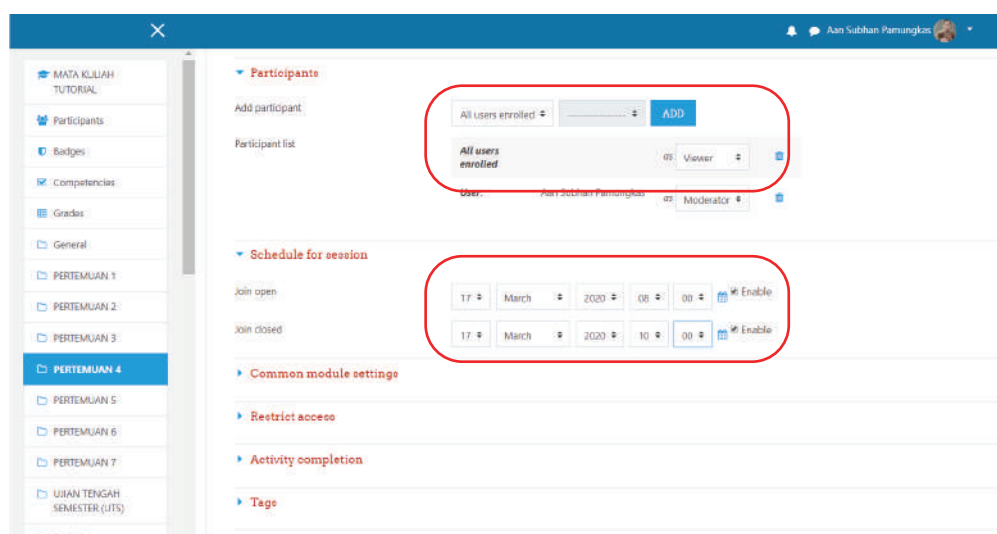 Aan Subhan Pamungkas
MATA KULIAH
TUTORIAL
Participants
Badges
Competencies
Grades
General
PERTEMUAN 1
PERTEMUAN 2
PERTEMUAN 3
PERTEMUAN 4
PERTEMUAN 5
PERTEMUAN 6
PERTEMUAN 7
UJIAN TENGAH
SEMESTER (UTS)
Participants
Add participant
All users enrolled
ADD
Participant list
All users
enrolled
as Viewer
User: Aan Subhan Pamungkas as Moderator
Schedule for session
Join open
17 March 2020 08 00 Enable
Join closed
17 March 2020 10 00 Enable
Common module settings
Restrict access
Activity completion
Tags